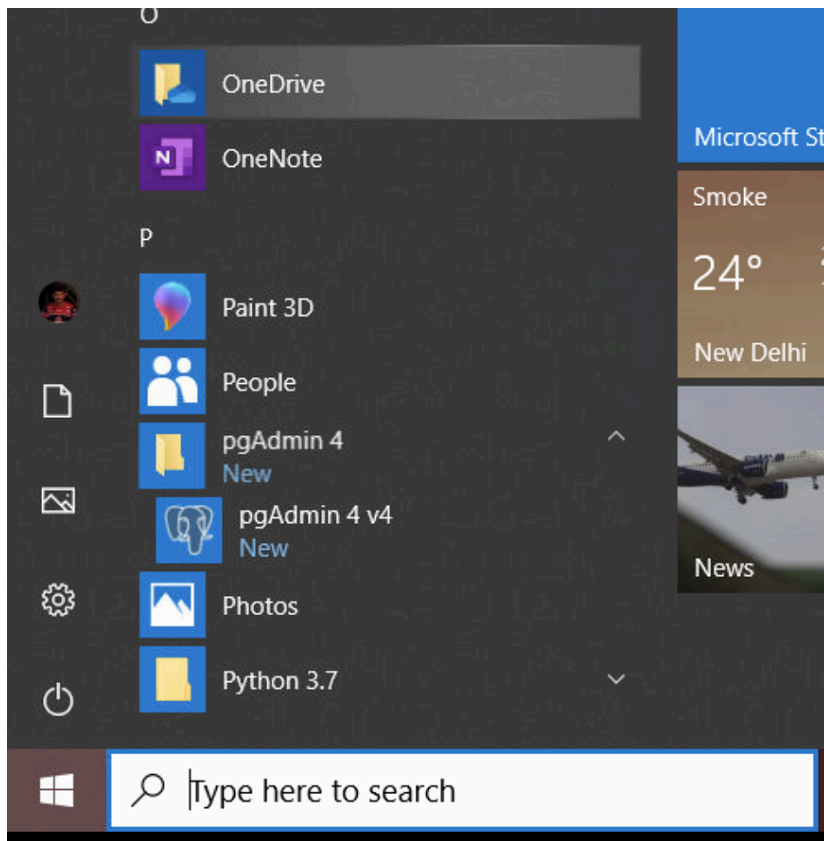 O
OneDrive
OneNote
P
Paint 3D
People
pgAdmin 4
New
pgAdmin 4 v4
New
Photos
Python 3.7
Microsoft St
Smoke
24°
New Delhi
News
Type here to search